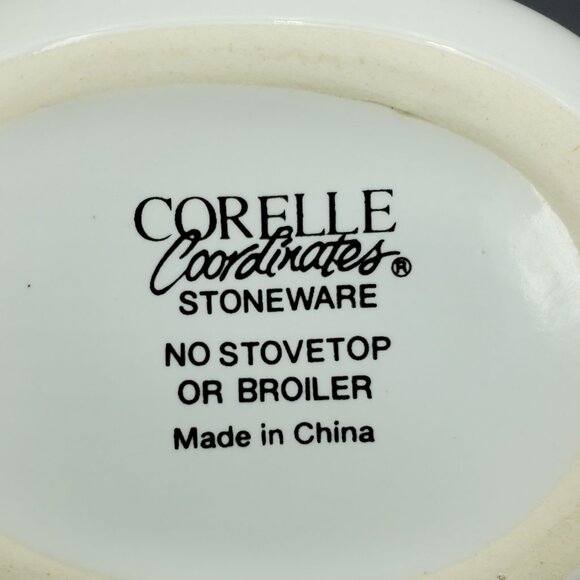 CORELLE
Coordinates®
STONEWARE
NO STOVETOP
OR BROILER
Made in China